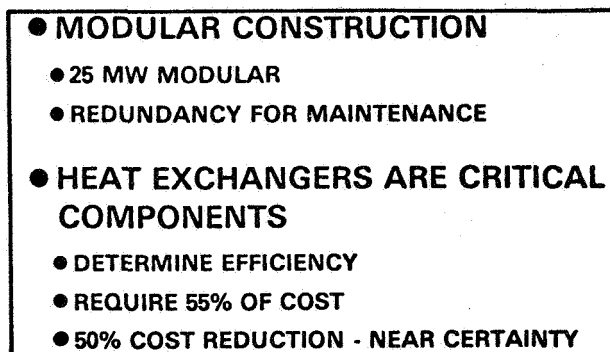 ● MODULAR CONSTRUCTION
● 25 MW MODULAR
● REDUNDANCY FOR MAINTENANCE
● HEAT EXCHANGERS ARE CRITICAL
COMPONENTS
● DETERMINE EFFICIENCY
● REQUIRE 55% OF COST
● 50% COST REDUCTION - NEAR CERTAINTY